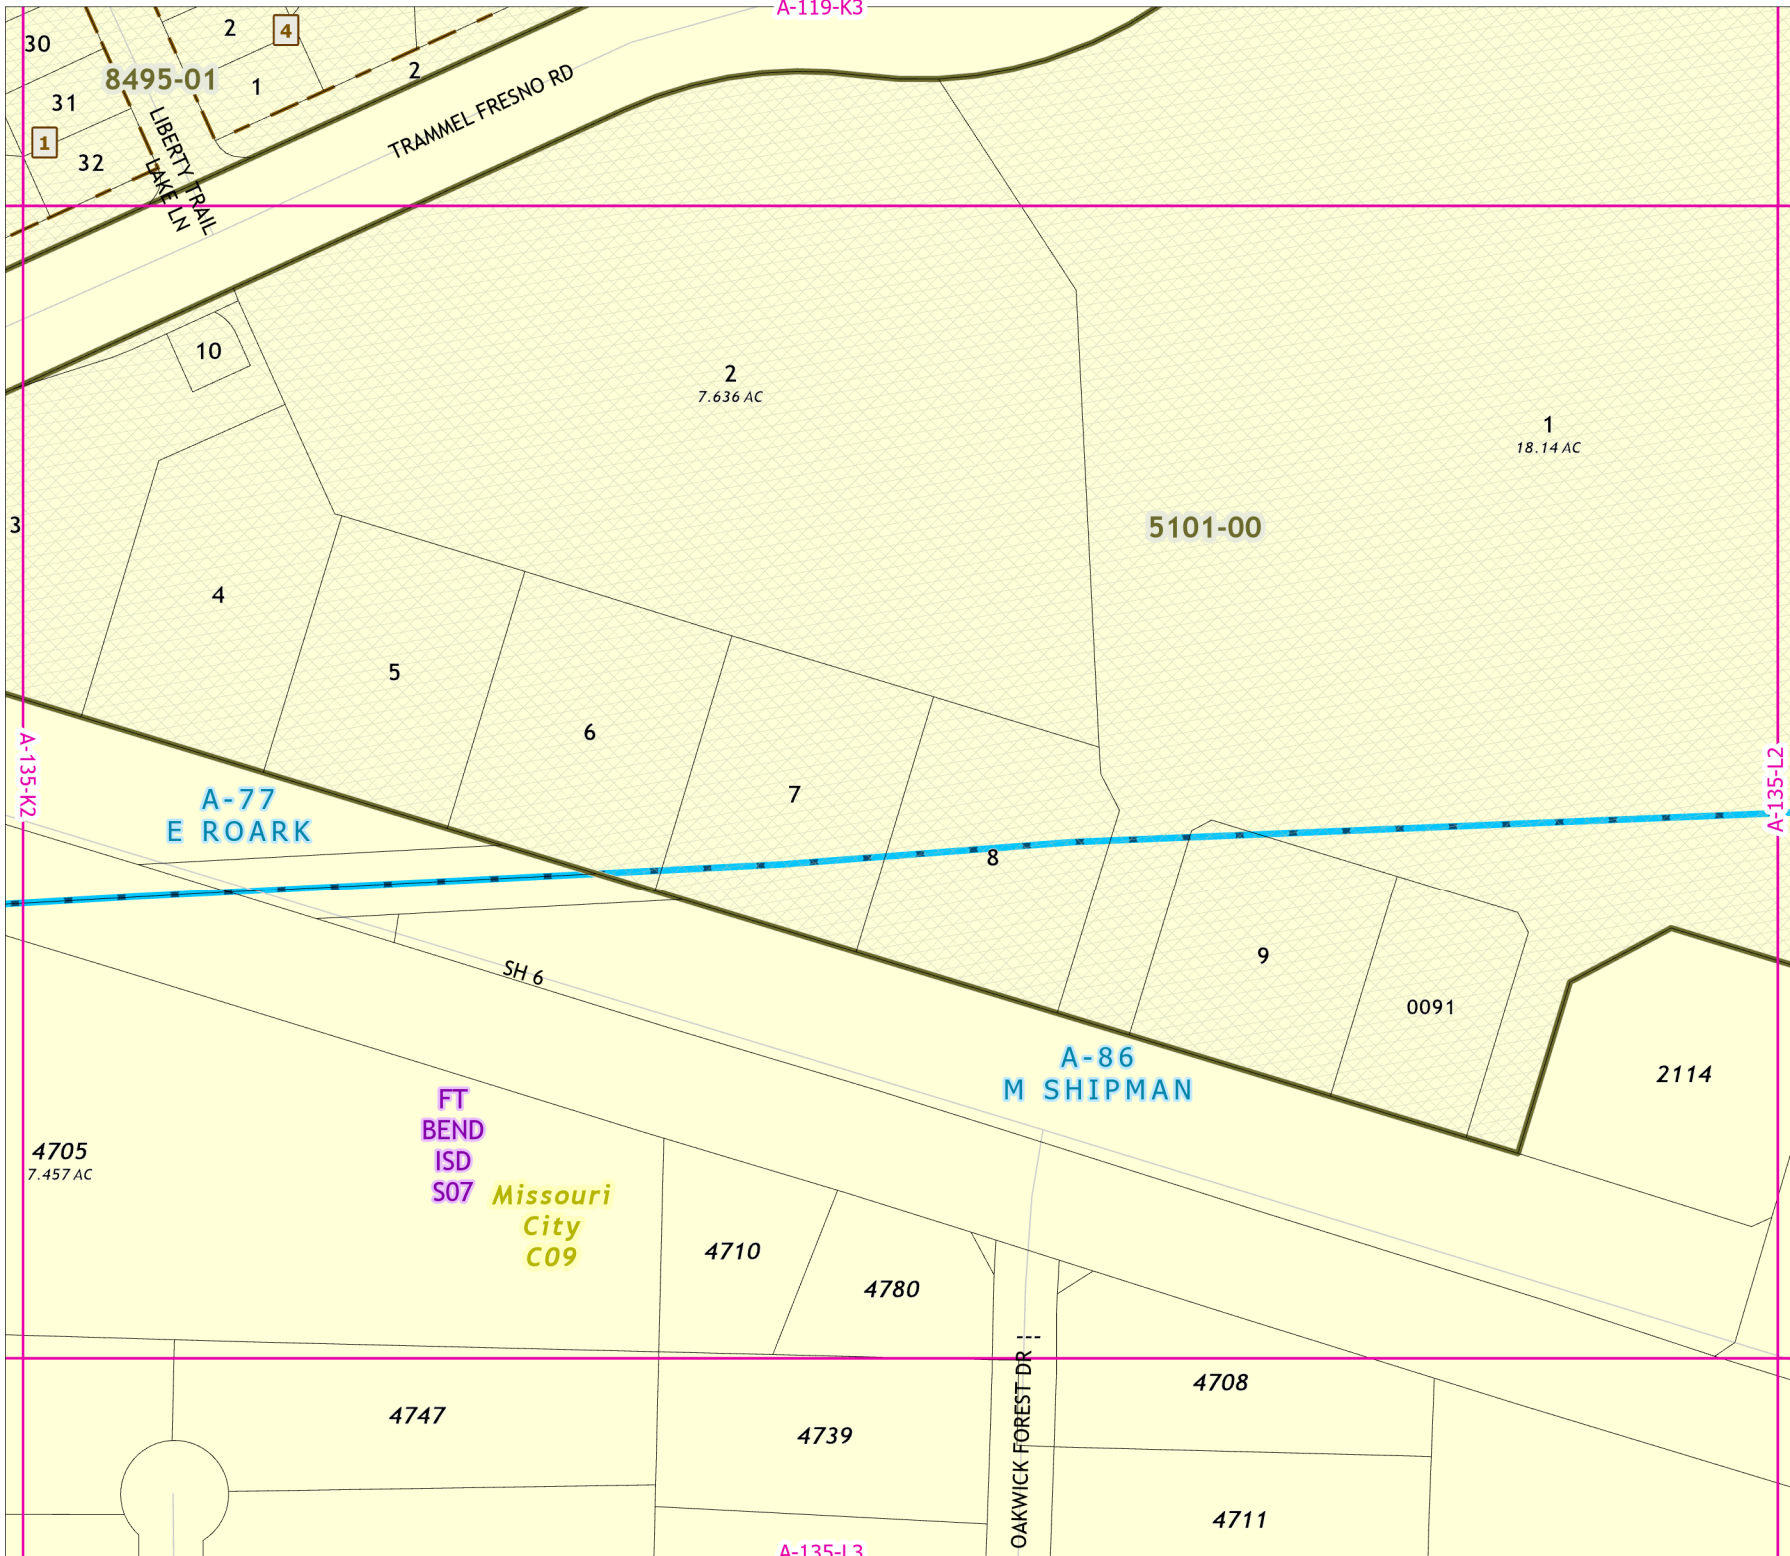 A-119-K3
30
2
4
8495-01
2
1
31
TRAMMEL FRESNO RD
1
32
LIBERTY TRAIL
LAKE LN
10
2
7.636 AC
1
18.14 AC
3
5101-00
4
5
6
7
A-135-K2
A-135-L2
A-77
E ROARK
8
9
SH 6
0091
A-86
M SHIPMAN
2114
FT
BEND
ISD
S07
4705
7.457 AC
Missouri
City
C09
4710
4780
4708
4747
4739
OAKWICK FOREST DR
4711
A-135-L3